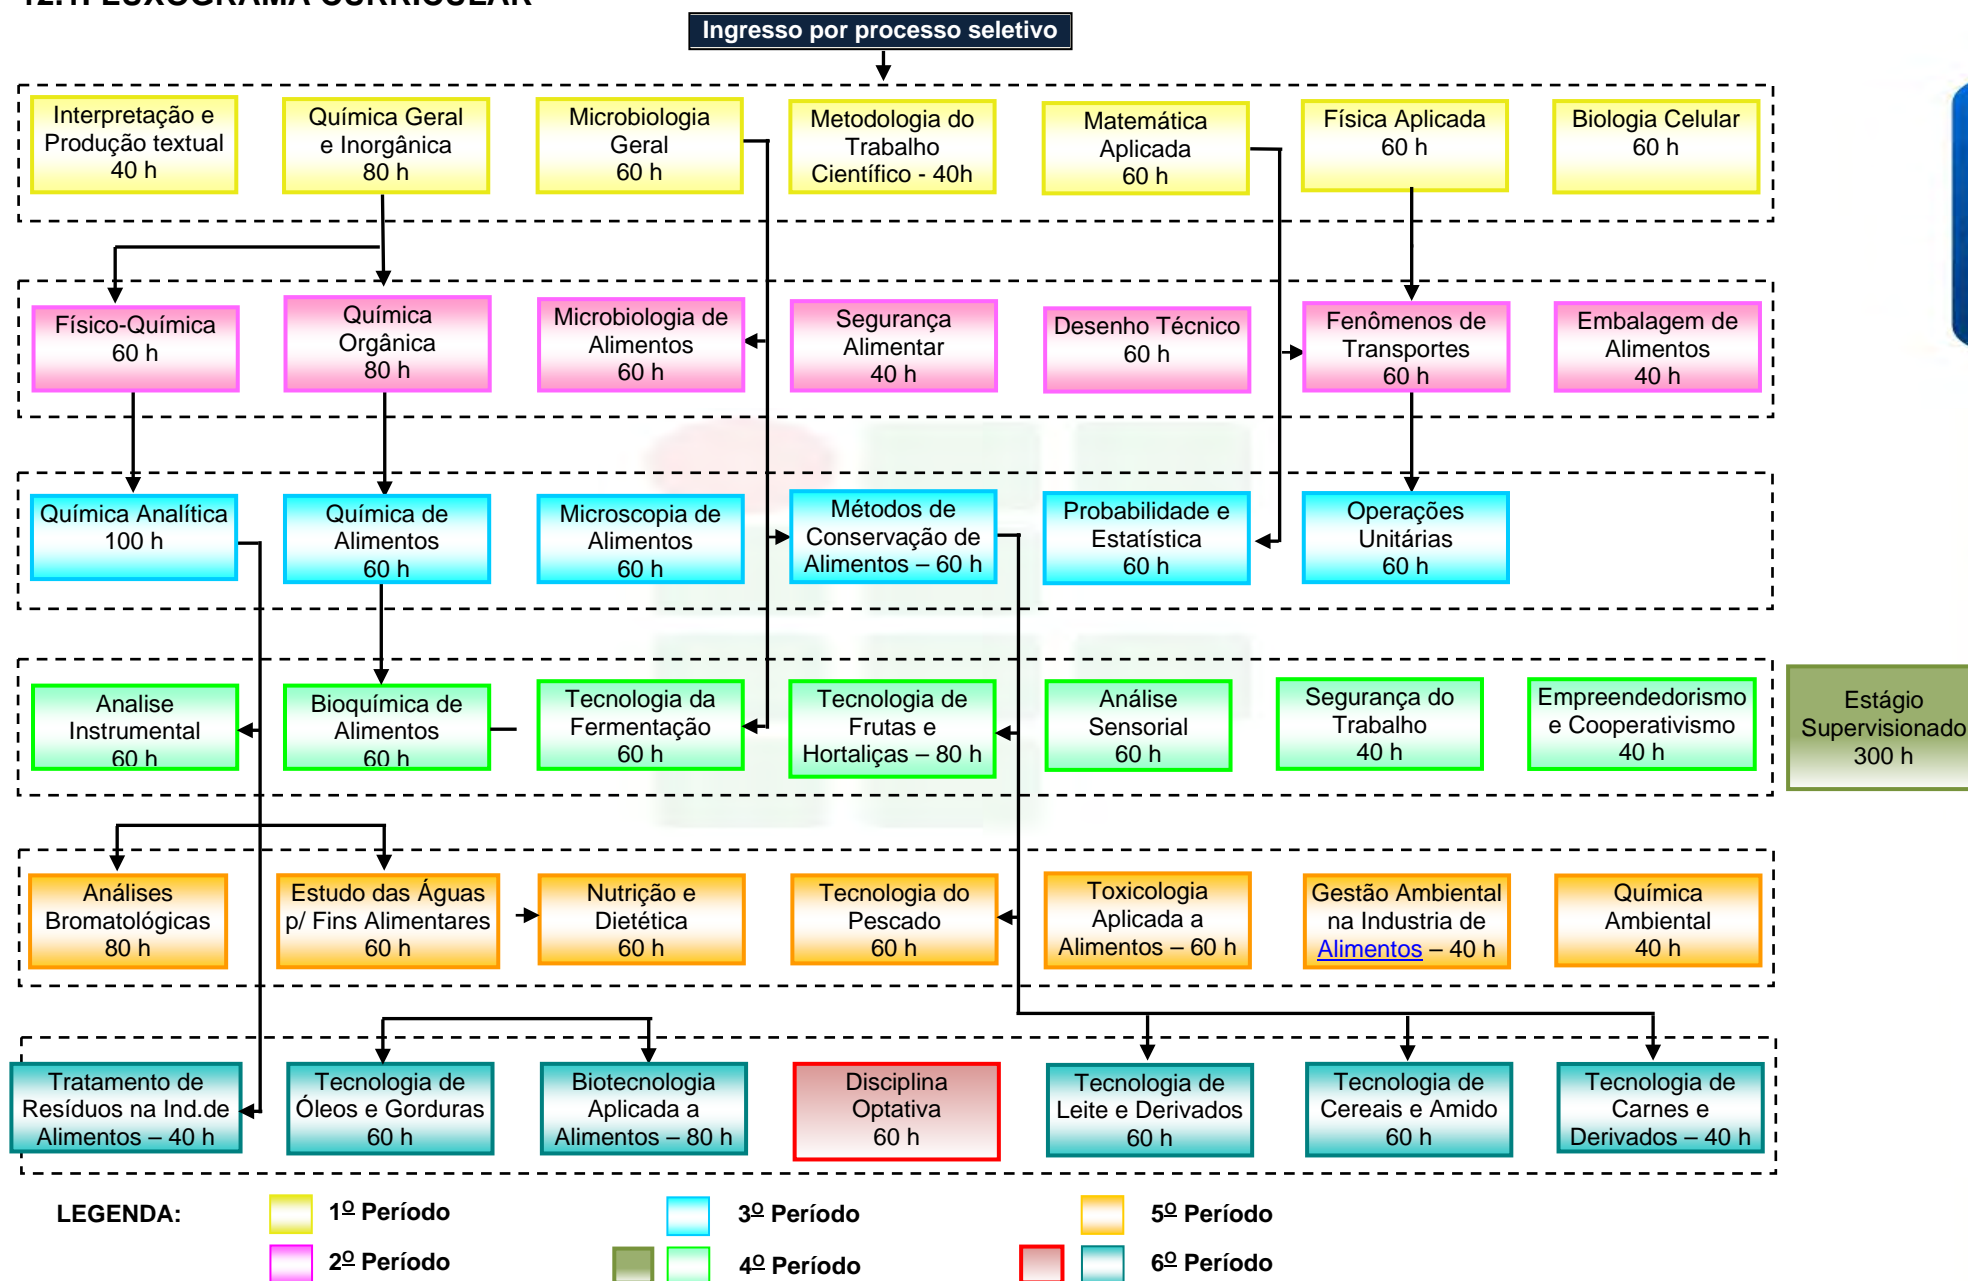 12.1. FLUXOGRAMA CURRICULAR
Ingresso por processo seletivo
Interpretação e
Produção textual
40 h
Química Geral
e Inorgânica
80 h
Microbiologia
Geral
60 h
Metodologia do
Trabalho
Científico - 40h
Matemática
Aplicada
60 h
Física Aplicada
60 h
Biologia Celular
60 h
Físico-Química
60 h
Química
Orgânica
80 h
Microbiologia de
Alimentos
60 h
Segurança
Alimentar
40 h
Desenho Técnico
60 h
Fenômenos de
Transportes
60 h
Embalagem de
Alimentos
40 h
Química Analítica
100 h
Química de
Alimentos
60 h
Microscopia de
Alimentos
60 h
Métodos de
Conservação de
Alimentos – 60 h
Probabilidade e
Estatística
60 h
Operações
Unitárias
60 h
Analise
Instrumental
60 h
Bioquímica de
Alimentos
60 h
Tecnologia da
Fermentação
60 h
Tecnologia de
Frutas e
Hortaliças – 80 h
Análise
Sensorial
60 h
Segurança do
Trabalho
40 h
Empreendedorismo
e Cooperativismo
40 h
Estágio
Supervisionado
300 h
Análises
Bromatológicas
80 h
Estudo das Águas
p/ Fins Alimentares
60 h
Nutrição e
Dietética
60 h
Tecnologia do
Pescado
60 h
Toxicologia
Aplicada a
Alimentos – 60 h
Gestão Ambiental
na Industria de
Alimentos – 40 h
Química
Ambiental
40 h
Tratamento de
Resíduos na Ind.de
Alimentos – 40 h
Tecnologia de
Óleos e Gorduras
60 h
Biotecnologia
Aplicada a
Alimentos – 80 h
Disciplina
Optativa
60 h
Tecnologia de
Leite e Derivados
60 h
Tecnologia de
Cereais e Amido
60 h
Tecnologia de
Carnes e
Derivados – 40 h
LEGENDA:
1º Período
3º Período
5º Período
2º Período
4º Período
6º Período